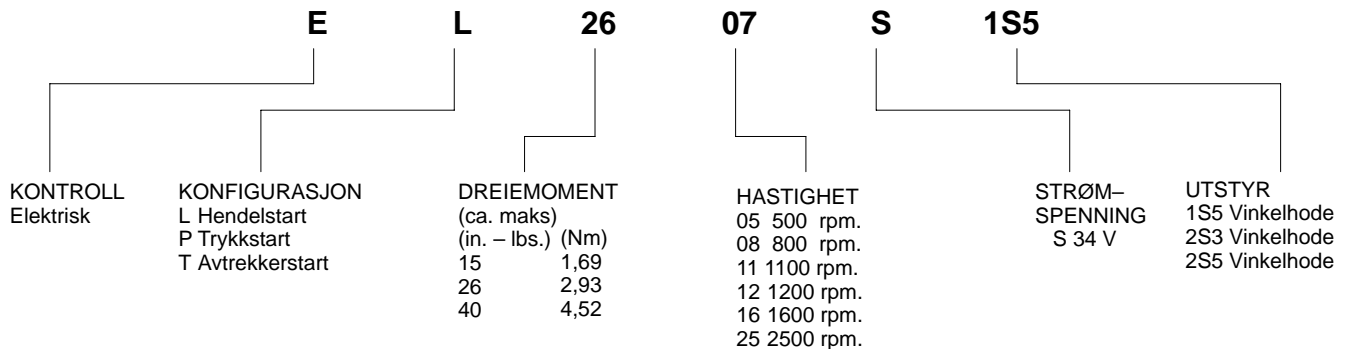 E L 26 07 S 1S5
KONTROLL
Elektrisk
KONFIGURASJON
L Hendelstart
P Trykkstart
T Avtrekkerstart
DREIEMOMENT
(ca. maks)
(in. – lbs.) (Nm)
15 1,69
26 2,93
40 4,52
HASTIGHET
05 500 rpm.
08 800 rpm.
11 1100 rpm.
12 1200 rpm.
16 1600 rpm.
25 2500 rpm.
STRØM–
SPENNING
S 34 V
UTSTYR
1S5 Vinkelhode
2S3 Vinkelhode
2S5 Vinkelhode